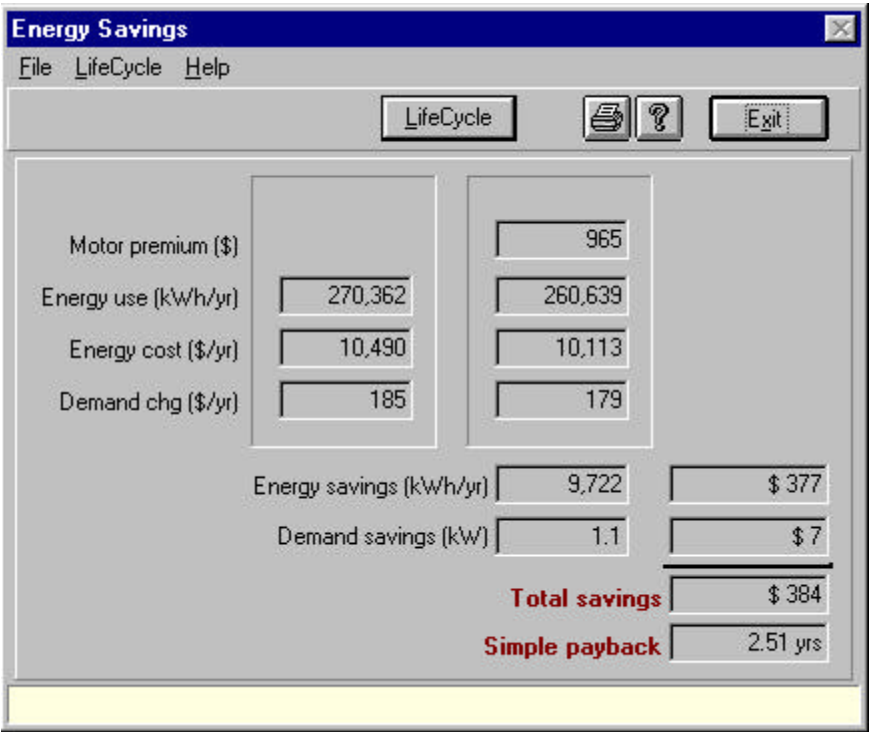 Energy Savings
File LifeCycle Help
LifeCycle ? Exit
Motor premium ($) 965
Energy use (kWh/yr) 270,362 260,639
Energy cost ($/yr) 10,490 10,113
Demand chg ($/yr) 185 179
Energy savings (kWh/yr) 9,722 $ 377
Demand savings (kW) 1.1 $ 7
Total savings $ 384
Simple payback 2.51 yrs